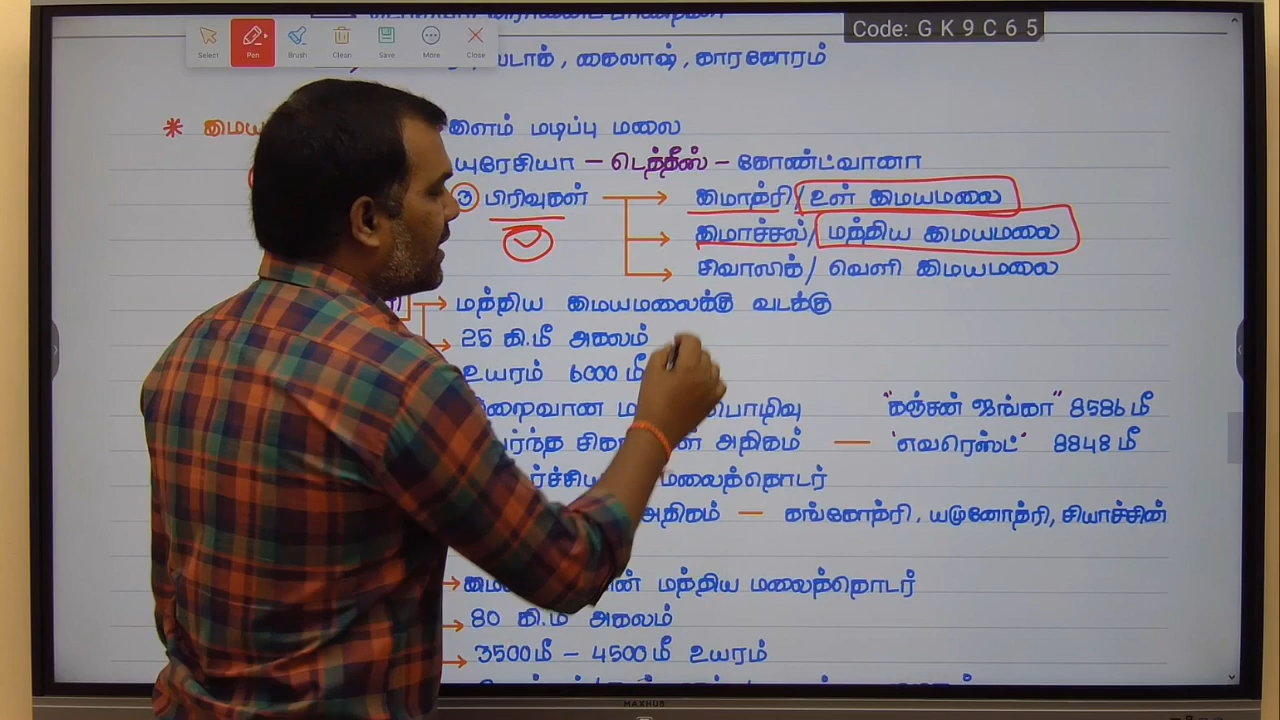 Code: G K 9 C 6 5
Select Pen Brush Clean Save More Close
டாக் , கைலாஷ் , காரகோரம்
* இமய ளைம் மடிப்பு மலை
யுரேசியா – டெத்தீஸ் – கோண்ட்வானா
3 பிரிவுகள் இமாத்ரி / உள் இமயமலை
இமாச்சல் / மத்திய இமயமலை
சிவாலிக் / வெளி இமயமலை
மத்திய இமயமலைக்கு வடக்கு
25 கி.மீ அகலம்
உயரம் 6000 மீ
றைவான ம பொழிவு "கஞ்சன் ஜங்கா" 8586 மீ
ர்ந்த சிக ள் அதிகம் — 'எவரெஸ்ட்' 8848 மீ
ர்ச்சிய மலைத்தொடர்
அதிகம் — கங்கோத்ரி , யமுனோத்ரி, சியாச்சின்
ன் மத்திய மலைத்தொடர்
80 கி.மீ அகலம்
3500 மீ – 4500 மீ உயரம்
MAXHUB